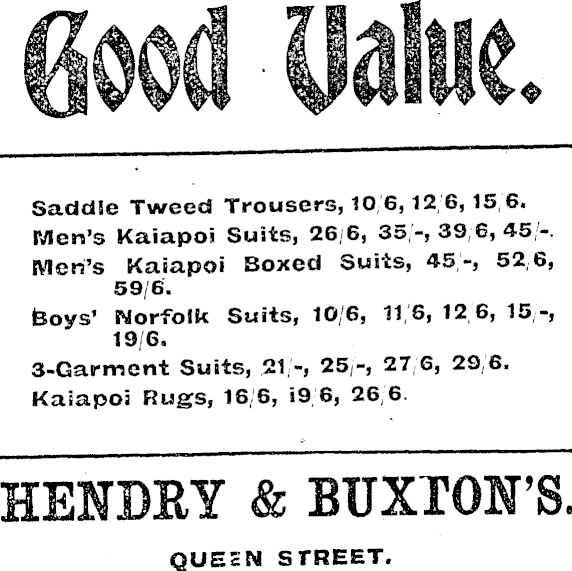 Good Value.
Saddle Tweed Trousers, 10/6, 12/6, 15/6.
Men's Kaiapoi Suits, 26/6, 35/-, 39/6, 45/-.
Men's Kaiapoi Boxed Suits, 45/-, 52/6,
59/6.
Boys' Norfolk Suits, 10/6, 11/6, 12/6, 15/-,
19/6.
3-Garment Suits, 21/-, 25/-, 27/6, 29/6.
Kaiapoi Rugs, 16/6, 19/6, 26/6.
HENDRY & BUXTON'S.
QUEEN STREET.